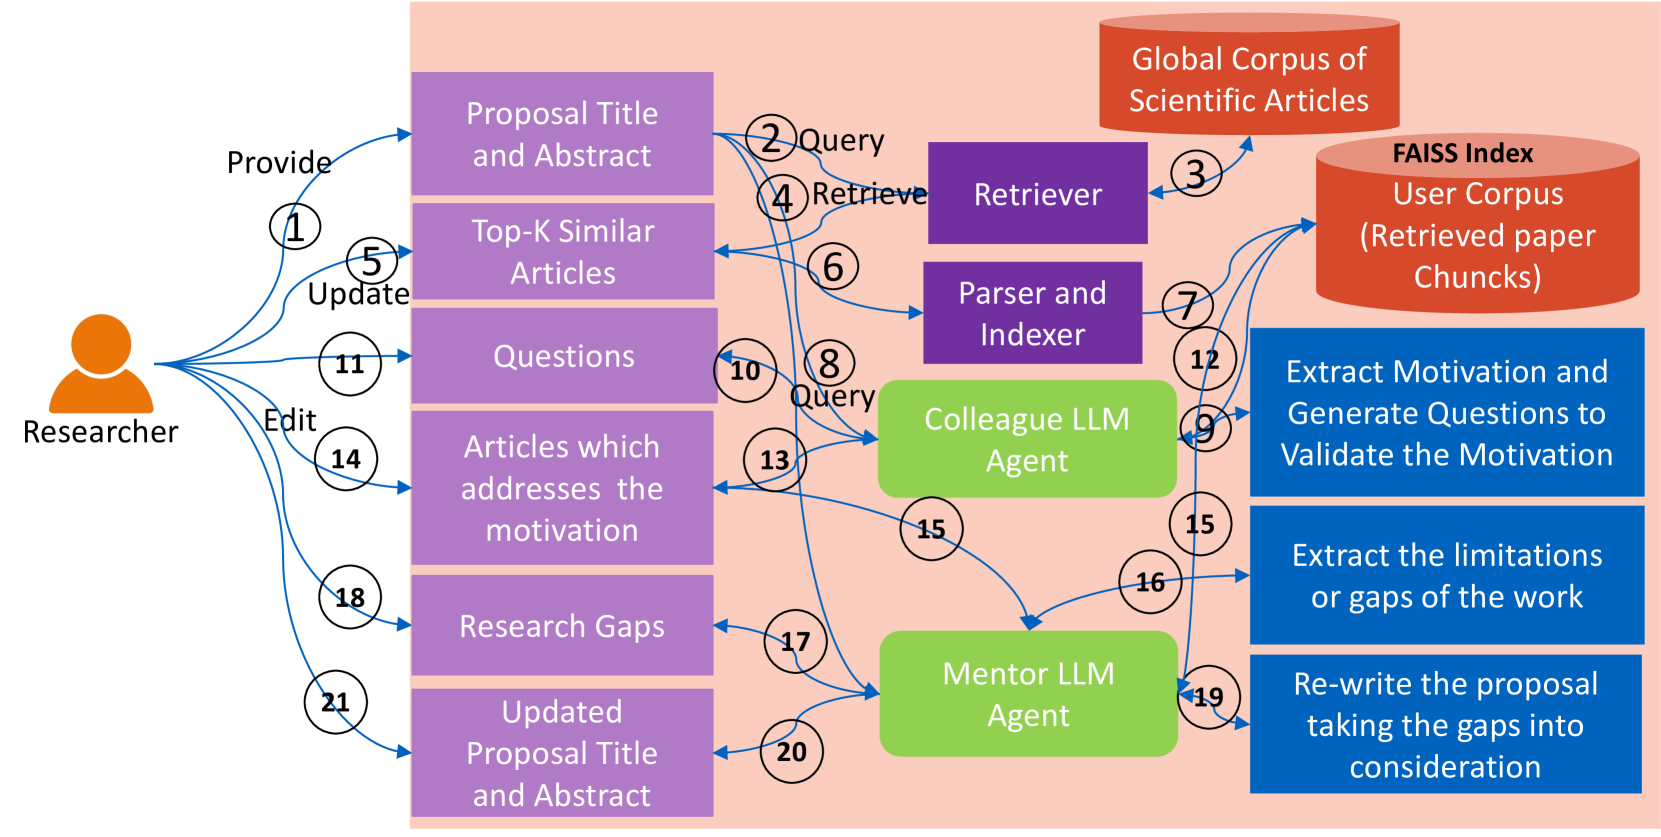 Global Corpus of
Scientific Articles
Proposal Title
and Abstract
2
Query
Provide
FAISS Index
User Corpus
(Retrieved paper
Chuncks)
3
4
Retrieve
Retriever
1
Top-K Similar
Articles
5
Update
6
Parser and
Indexer
7
Questions
11
10
8
Query
12
Extract Motivation and
Generate Questions to
Validate the Motivation
Researcher
Edit
Colleague LLM
Agent
9
14
Articles which
addresses the
motivation
13
15
15
Extract the limitations
or gaps of the work
16
18
Research Gaps
17
Mentor LLM
Agent
19
Re-write the proposal
taking the gaps into
consideration
21
Updated
Proposal Title
and Abstract
20